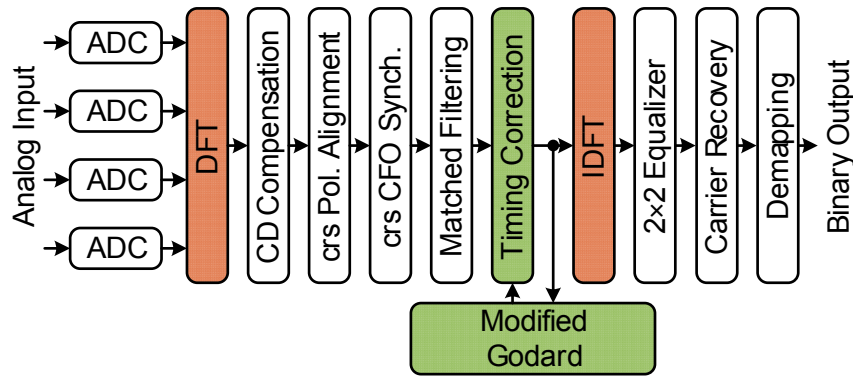 Analog Input
ADC
ADC
ADC
ADC
DFT
CD Compensation
crs Pol. Alignment
crs CFO Synch.
Matched Filtering
Timing Correction
IDFT
2×2 Equalizer
Carrier Recovery
Demapping
Binary Output
Modified
Godard